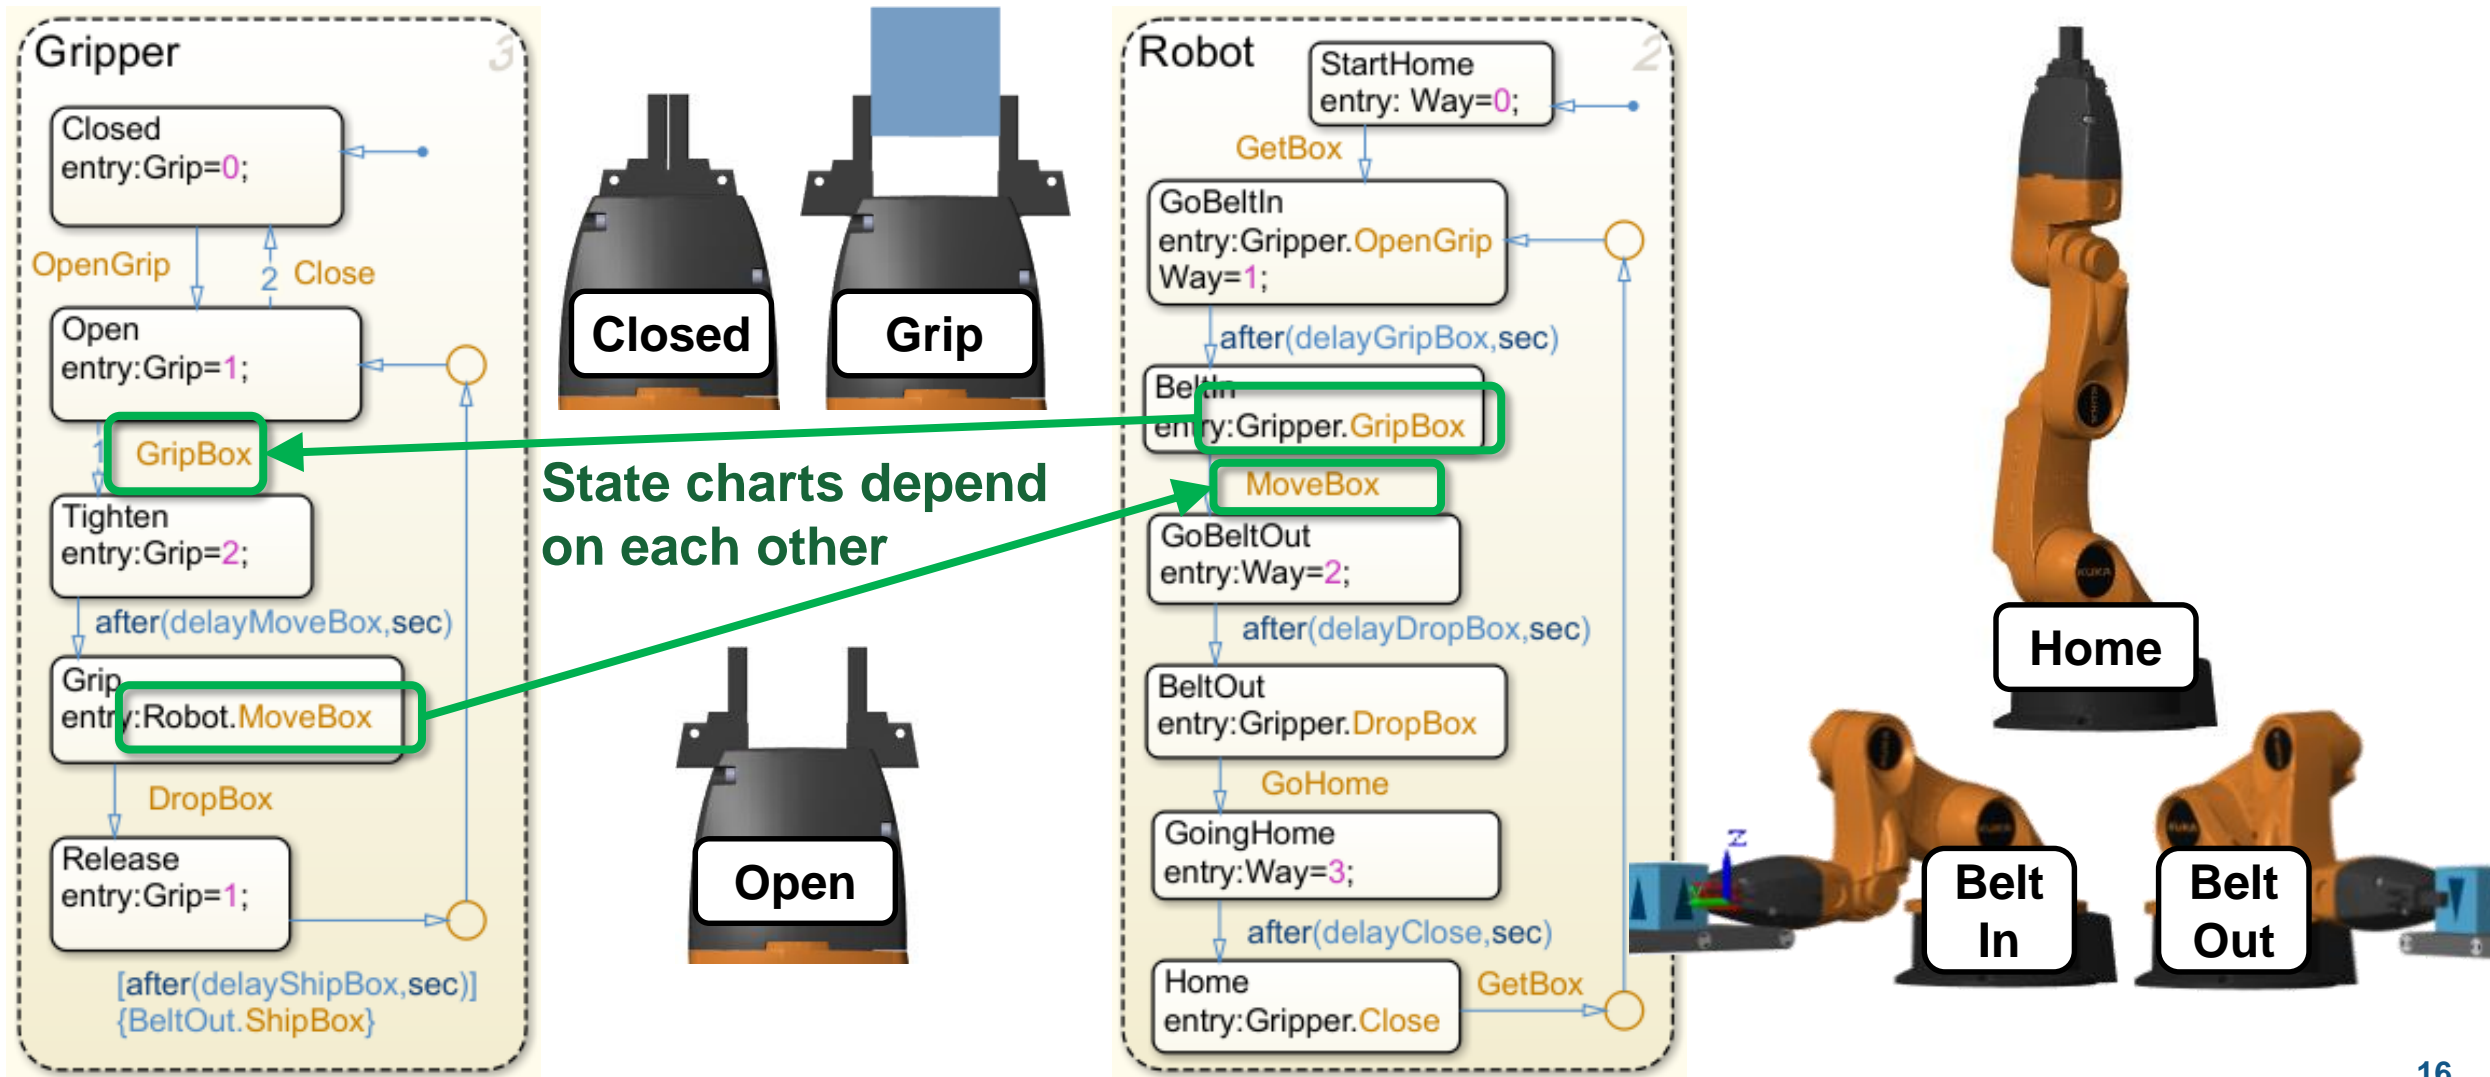 Gripper
3
Closed
entry:Grip=0;
OpenGrip
2
Close
Open
entry:Grip=1;
1
GripBox
Tighten
entry:Grip=2;
after(delayMoveBox,sec)
Grip
entry:Robot.MoveBox
DropBox
Release
entry:Grip=1;
[after(delayShipBox,sec)]
{BeltOut.ShipBox}
Closed
Grip
State charts depend
on each other
Open
Robot
2
StartHome
entry: Way=0;
GetBox
GoBeltIn
entry:Gripper.OpenGrip
Way=1;
after(delayGripBox,sec)
BeltIn
entry:Gripper.GripBox
MoveBox
GoBeltOut
entry:Way=2;
after(delayDropBox,sec)
BeltOut
entry:Gripper.DropBox
GoHome
GoingHome
entry:Way=3;
after(delayClose,sec)
Home
entry:Gripper.Close
GetBox
KUKA
Home
Z
Belt
In
Belt
Out
16